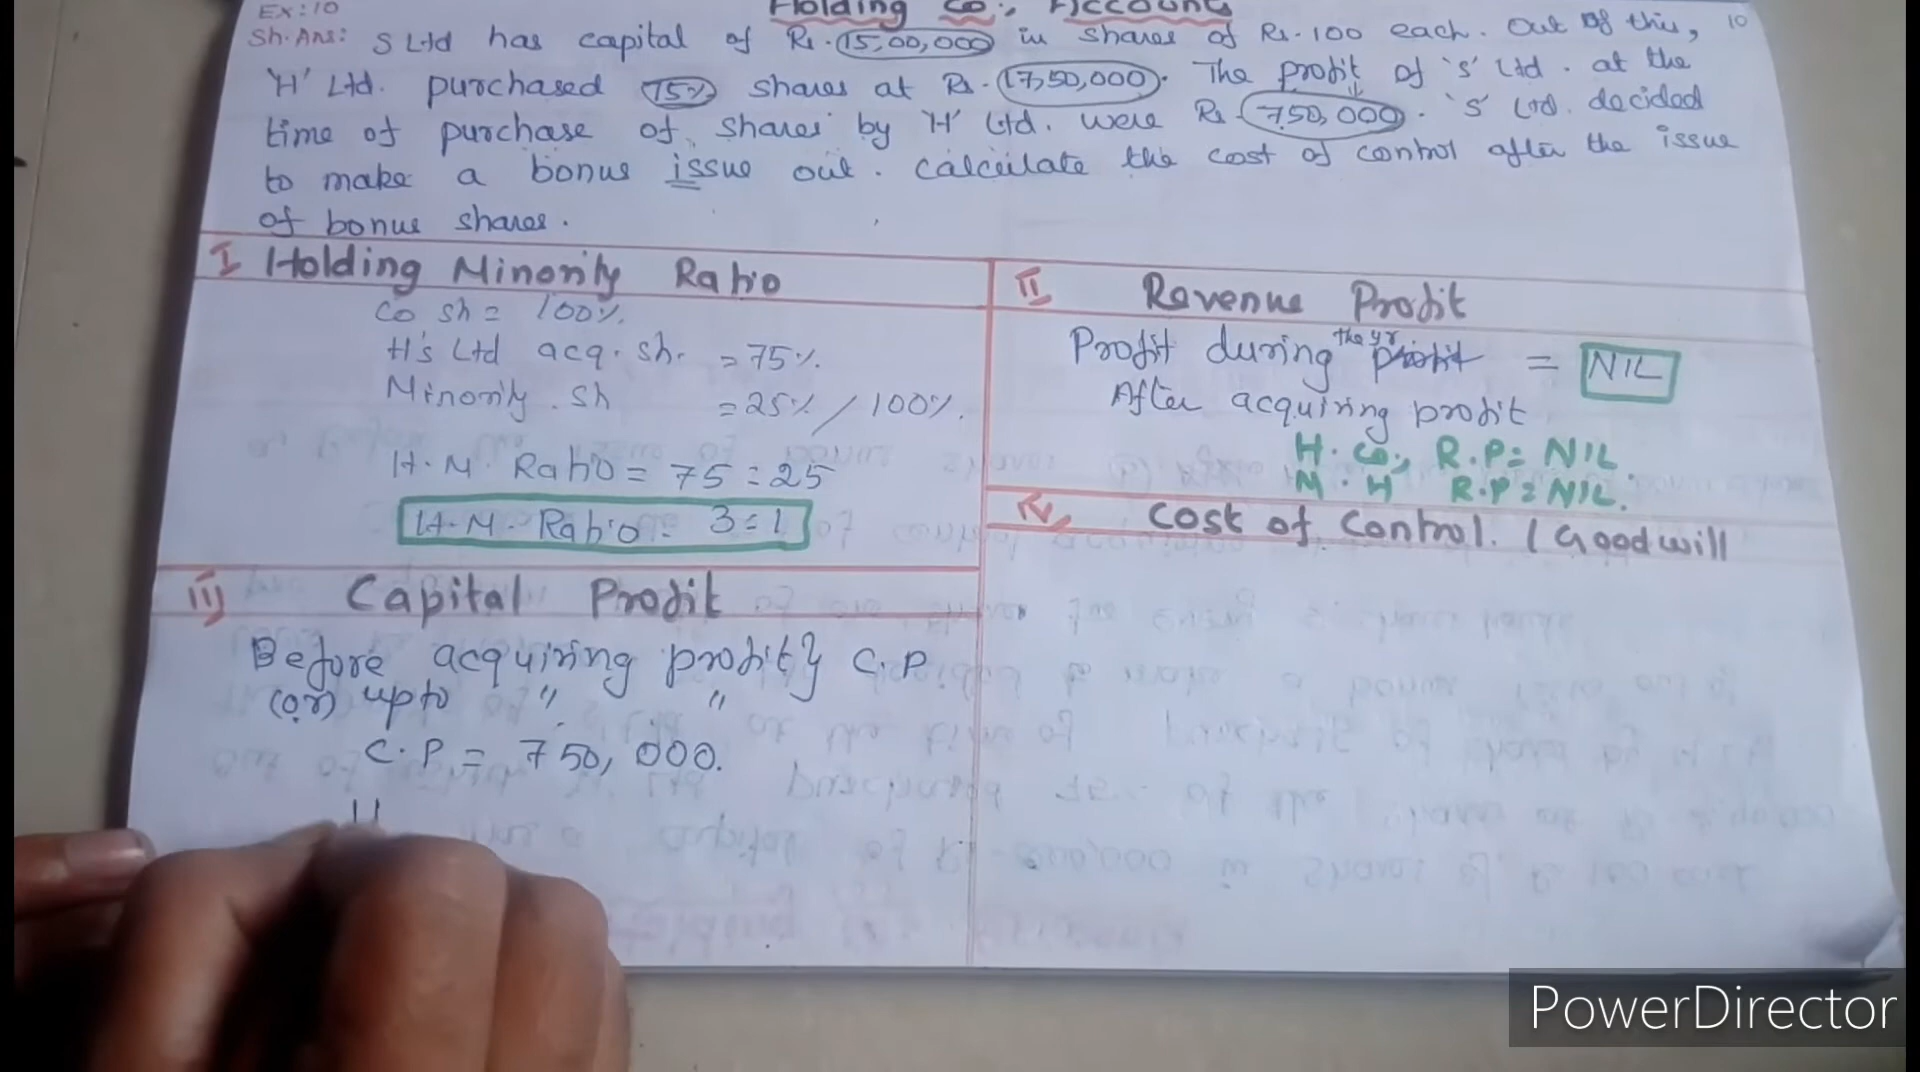 Ex:10 Holding Co., Account
Sh. Ans: S Ltd has capital of Rs. 15,00,000 in shares of Rs. 100 each. Out of this, 10
'H' Ltd. purchased 75% shares at Rs. 17,50,000. The profit of 'S' Ltd. at the
time of purchase of shares by 'H' Ltd. were Rs. 750,000. 'S' Ltd. decided
to make a bonus issue out. calculate the cost of control after the issue
of bonus shares.
I Holding Minority Ratio
Co sh = 100%.
H's Ltd acq. sh. = 75%.
Minority. sh = 25% / 100%.
H.M. Ratio = 75:25
H.M. Ratio = 3:1
II Revenue Profit
Profit during the yr profit = NIL
After acquiring profit
H. Co., R.P = NIL.
M. H R.P = NIL.
III Capital Profit
Before acquiring profit} C.P
(or) upto " "
C.P = 750,000.
H
IV, Cost of Control. / Goodwill
PowerDirector